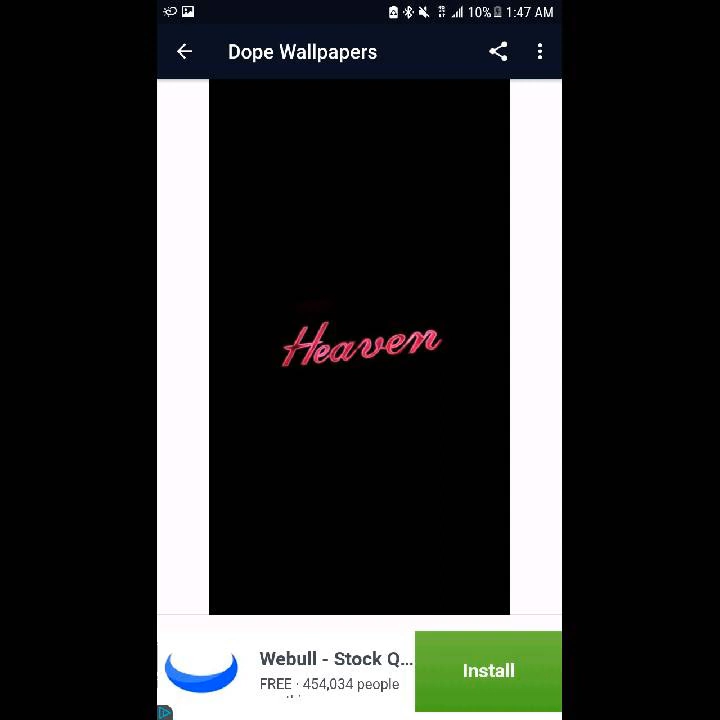 10% 1:47 AM
Dope Wallpapers
Heaven
Webull - Stock Q...
FREE · 454,034 people
Install